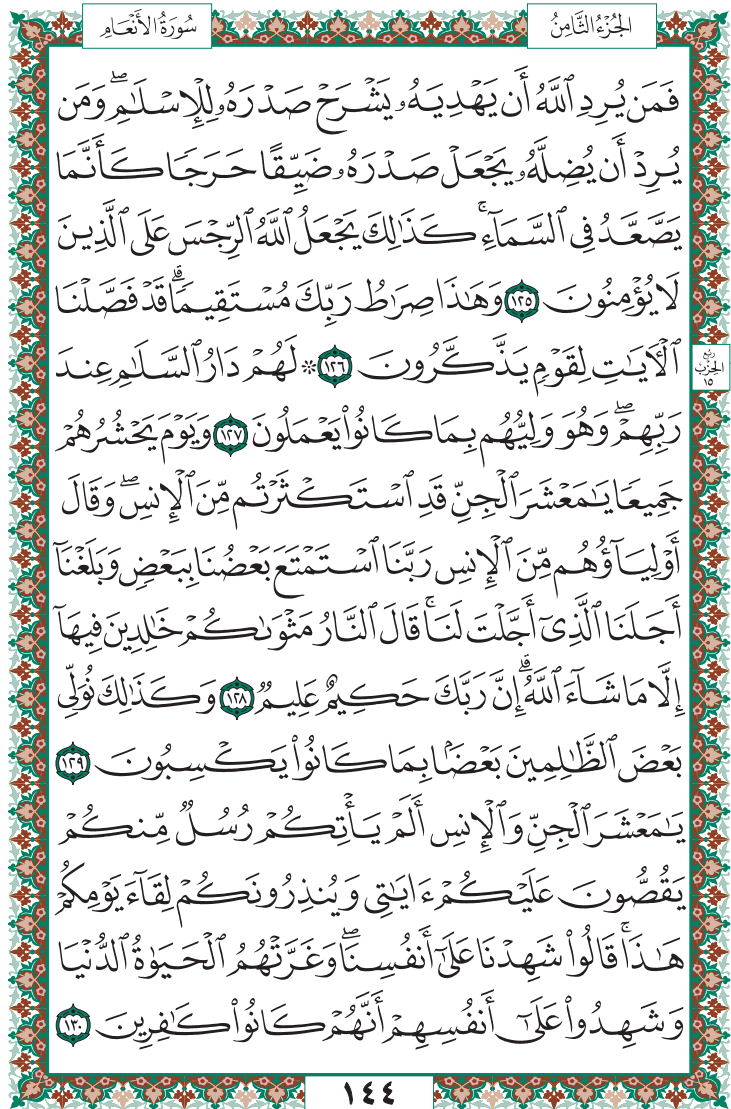 الجُزْءُ الثَّامِنُ
سُورَةُ الأَنْعَامِ
فَمَن يُرِدِ ٱللَّهُ أَن يَهْدِيَهُۥ يَشْرَحْ صَدْرَهُۥ لِلْإِسْلَٰمِۖ وَمَن
يُرِدْ أَن يُضِلَّهُۥ يَجْعَلْ صَدْرَهُۥ ضَيِّقًا حَرَجًا كَأَنَّمَا
يَصَّعَّدُ فِى ٱلسَّمَآءِۚ كَذَٰلِكَ يَجْعَلُ ٱللَّهُ ٱلرِّجْسَ عَلَى ٱلَّذِينَ
لَا يُؤْمِنُونَ ١٢٥ وَهَٰذَا صِرَٰطُ رَبِّكَ مُسْتَقِيمًاۗ قَدْ فَصَّلْنَا
ٱلْأٓيَٰتِ لِقَوْمٍ يَذَّكَّرُونَ ١٢٦ ۞ لَهُمْ دَارُ ٱلسَّلَٰمِ عِندَ
رَبِّهِمْۖ وَهُوَ وَلِيُّهُم بِمَا كَانُوا۟ يَعْمَلُونَ ١٢٧ وَيَوْمَ يَحْشُرُهُمْ
جَمِيعًا يَٰمَعْشَرَ ٱلْجِنِّ قَدِ ٱسْتَكْثَرْتُم مِّنَ ٱلْإِنسِۖ وَقَالَ
أَوْلِيَآؤُهُم مِّنَ ٱلْإِنسِ رَبَّنَا ٱسْتَمْتَعَ بَعْضُنَا بِبَعْضٍ وَبَلَغْنَآ
أَجَلَنَا ٱلَّذِىٓ أَجَّلْتَ لَنَاۚ قَالَ ٱلنَّارُ مَثْوَىٰكُمْ خَٰلِدِينَ فِيهَآ
إِلَّا مَا شَآءَ ٱللَّهُۗ إِنَّ رَبَّكَ حَكِيمٌ عَلِيمٌ ١٢٨ وَكَذَٰلِكَ نُوَلِّى
بَعْضَ ٱلظَّٰلِمِينَ بَعْضًۢا بِمَا كَانُوا۟ يَكْسِبُونَ ١٢٩
يَٰمَعْشَرَ ٱلْجِنِّ وَٱلْإِنسِ أَلَمْ يَأْتِكُمْ رُسُلٌ مِّنكُمْ
يَقُصُّونَ عَلَيْكُمْ ءَايَٰتِى وَيُنذِرُونَكُمْ لِقَآءَ يَوْمِكُمْ
هَٰذَاۚ قَالُوا۟ شَهِدْنَا عَلَىٰٓ أَنفُسِنَاۖ وَغَرَّتْهُمُ ٱلْحَيَوٰةُ ٱلدُّنْيَا
وَشَهِدُوا۟ عَلَىٰٓ أَنفُسِهِمْ أَنَّهُمْ كَانُوا۟ كَٰفِرِينَ ١٣٠
ربع
الحزب
١٥
١٤٤